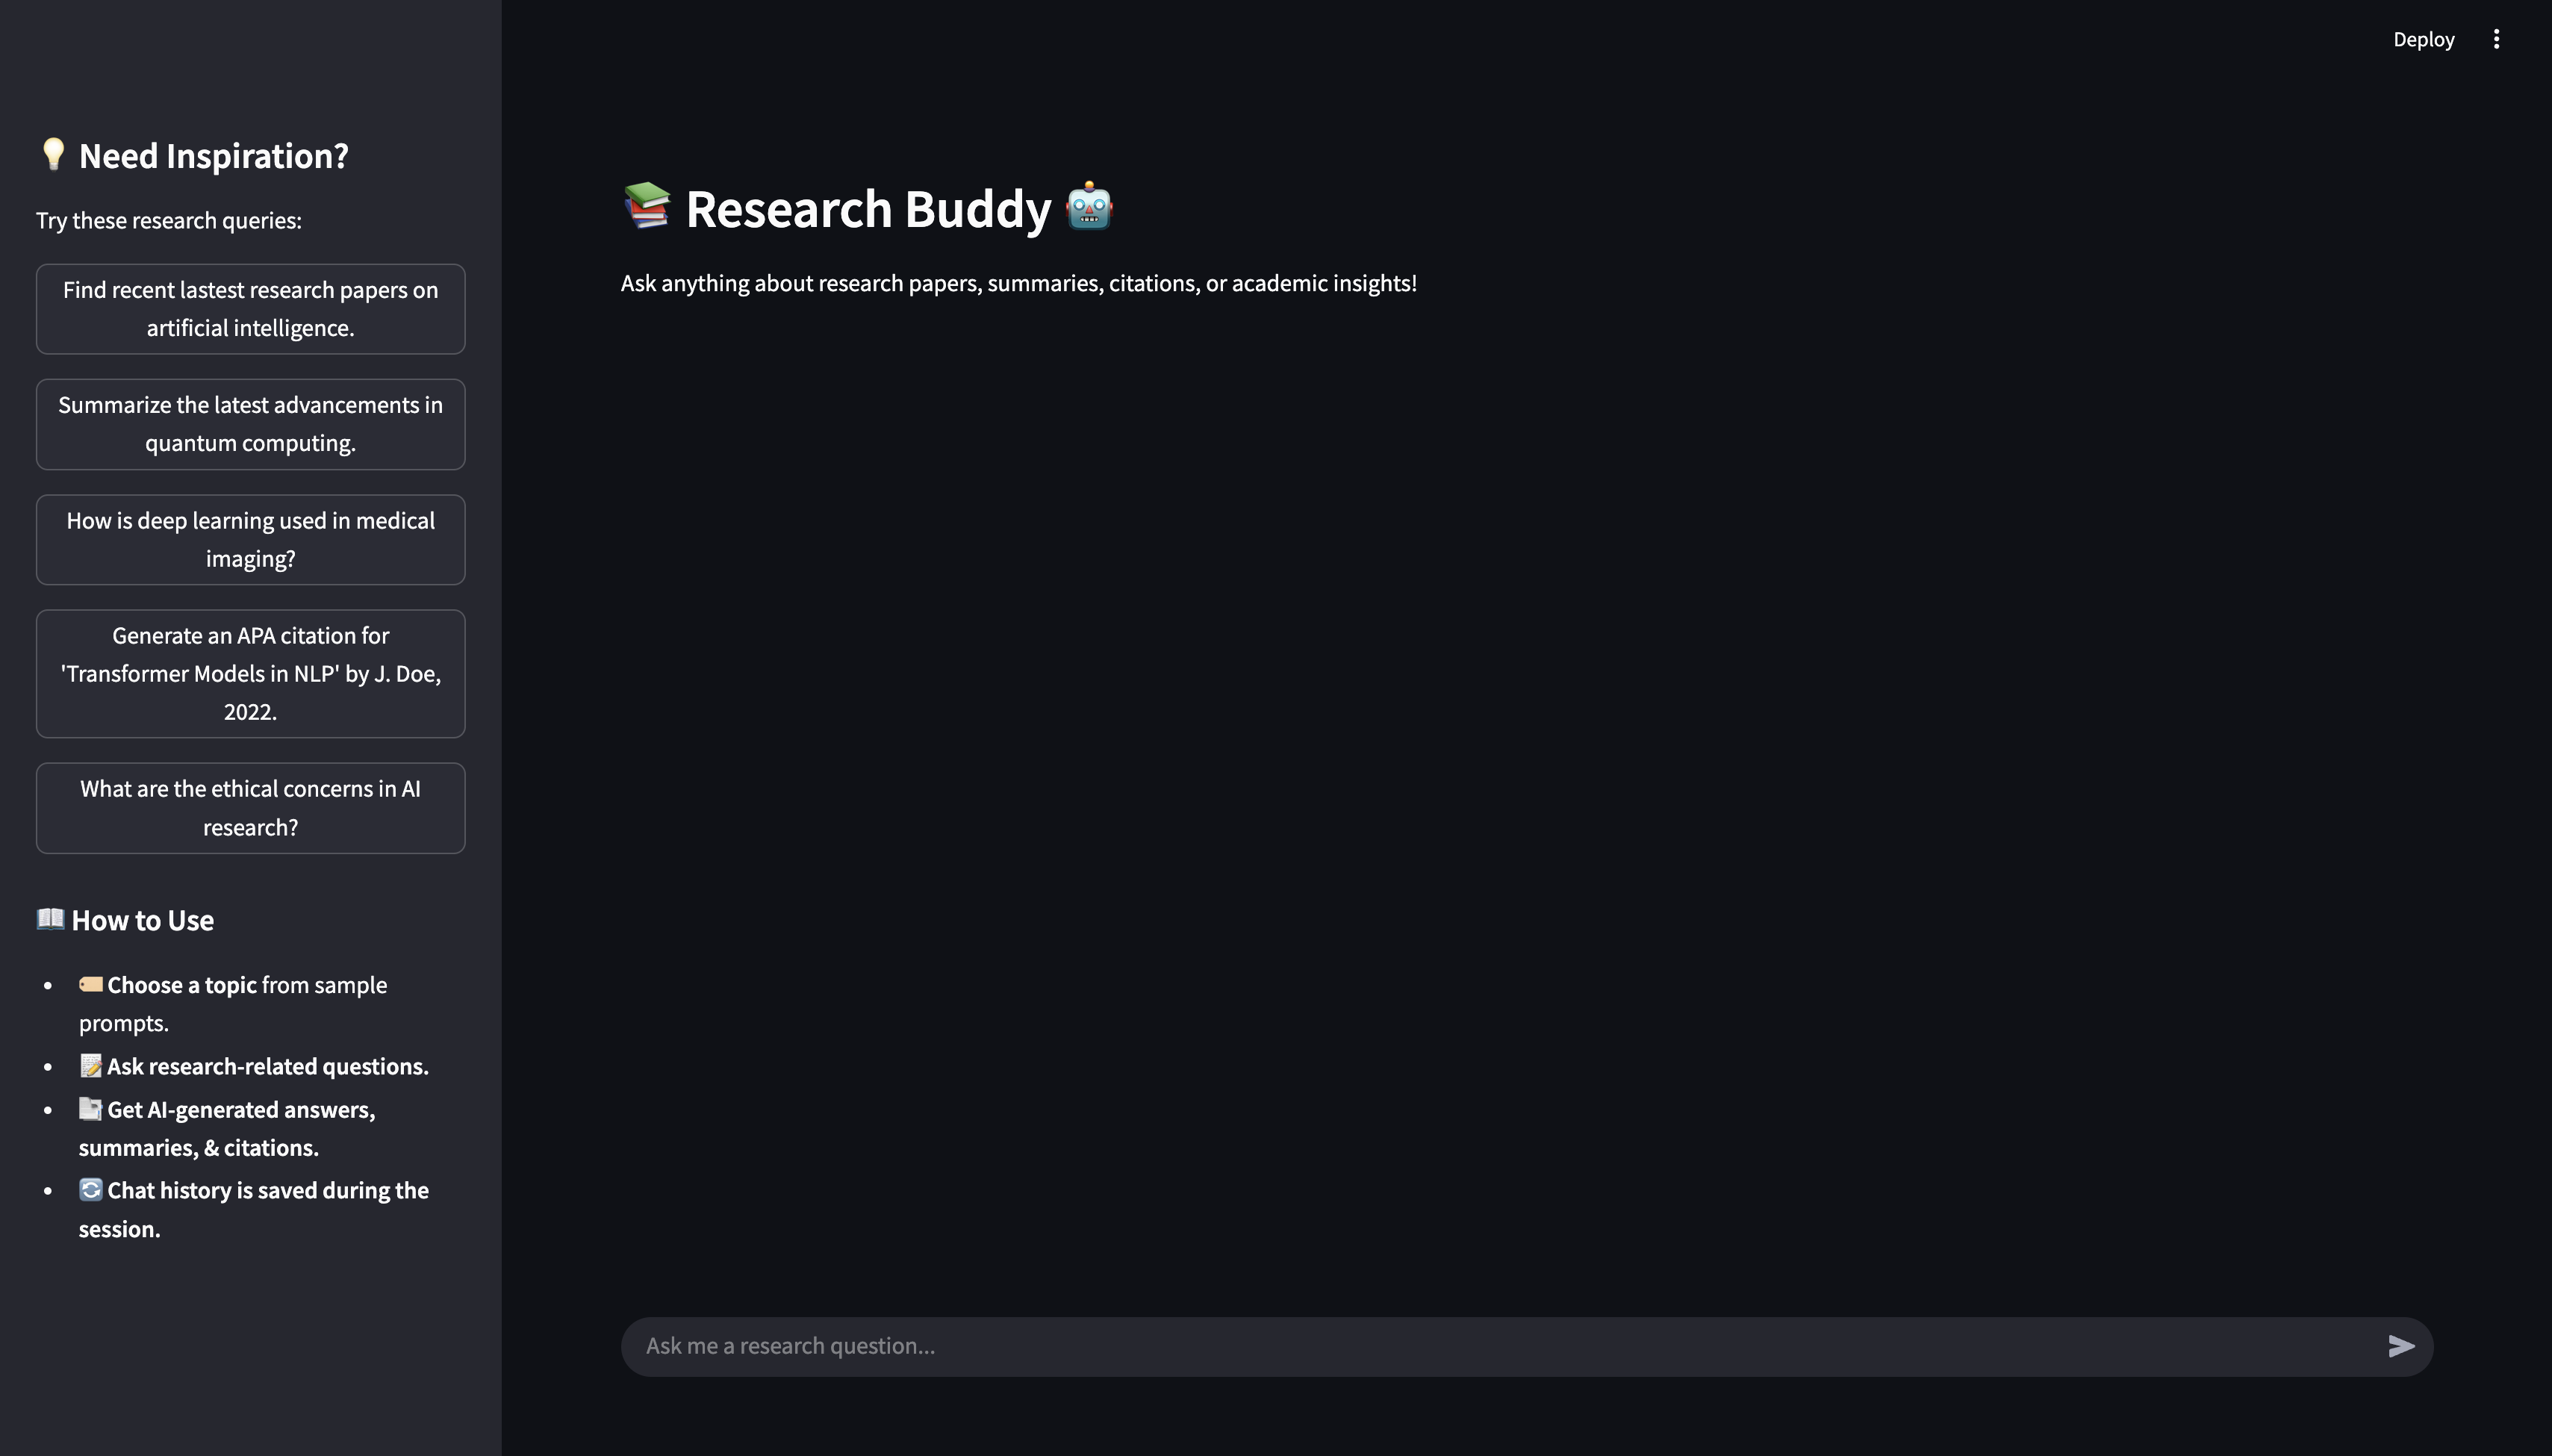 Deploy
💡 Need Inspiration?
Try these research queries:
Find recent lastest research papers on
artificial intelligence.
Summarize the latest advancements in
quantum computing.
How is deep learning used in medical
imaging?
Generate an APA citation for
'Transformer Models in NLP' by J. Doe,
2022.
What are the ethical concerns in AI
research?
📖 How to Use
• 🏷️ Choose a topic from sample
prompts.
• 📝 Ask research-related questions.
• 📑 Get AI-generated answers,
summaries, & citations.
• 🔄 Chat history is saved during the
session.
📚 Research Buddy 🤖
Ask anything about research papers, summaries, citations, or academic insights!
Ask me a research question...